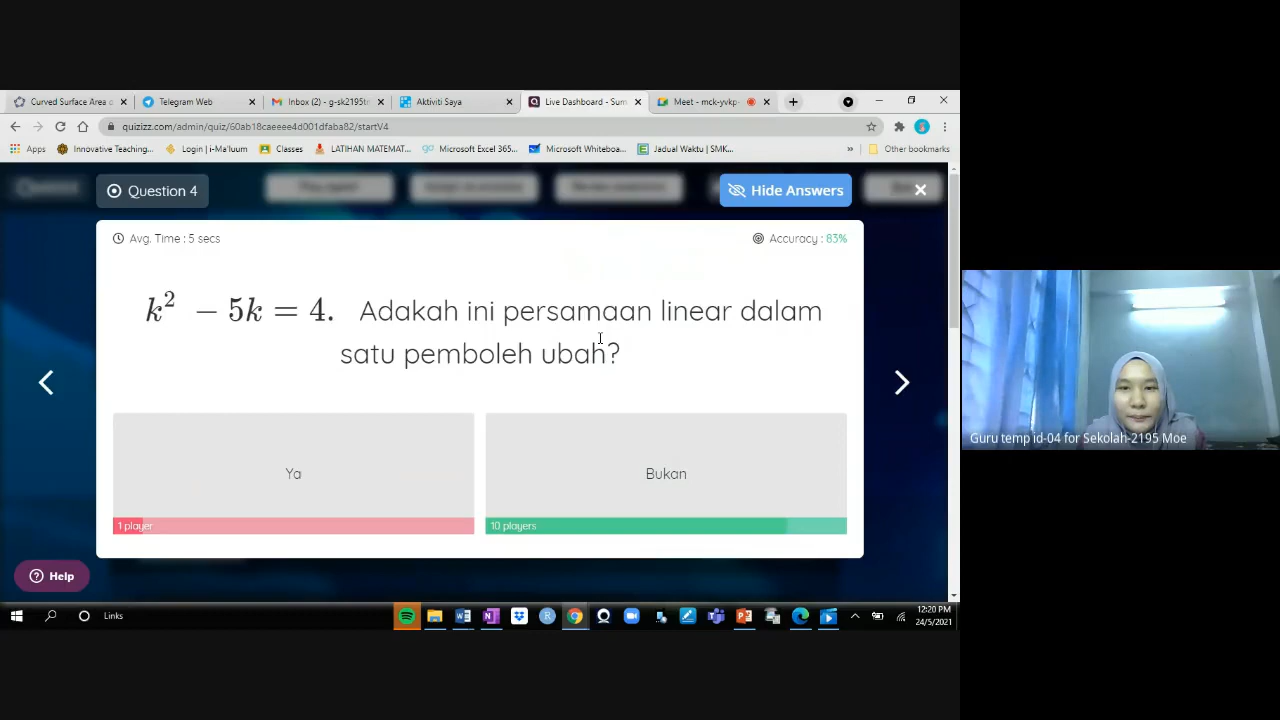 Curved Surface Area o
Telegram Web
Inbox (2) - g-sk2195tm
Aktiviti Saya
Live Dashboard - Sum
Meet - mck-yvkp-
quizizz.com/admin/quiz/60ab18caeeee4d001dfaba82/startV4
Apps
Innovative Teaching...
Login | i-Ma'luum
Classes
LATIHAN MATEMAT...
Microsoft Excel 365...
Microsoft Whiteboa...
Jadual Waktu | SMK...
Other bookmarks
Question 4
Hide Answers
Avg. Time : 5 secs
Accuracy : 83%
k² − 5k = 4. Adakah ini persamaan linear dalam
satu pemboleh ubah?
Ya
Bukan
1 player
10 players
Guru temp id-04 for Sekolah-2195 Moe
Help
Links
12:20 PM
24/5/2021